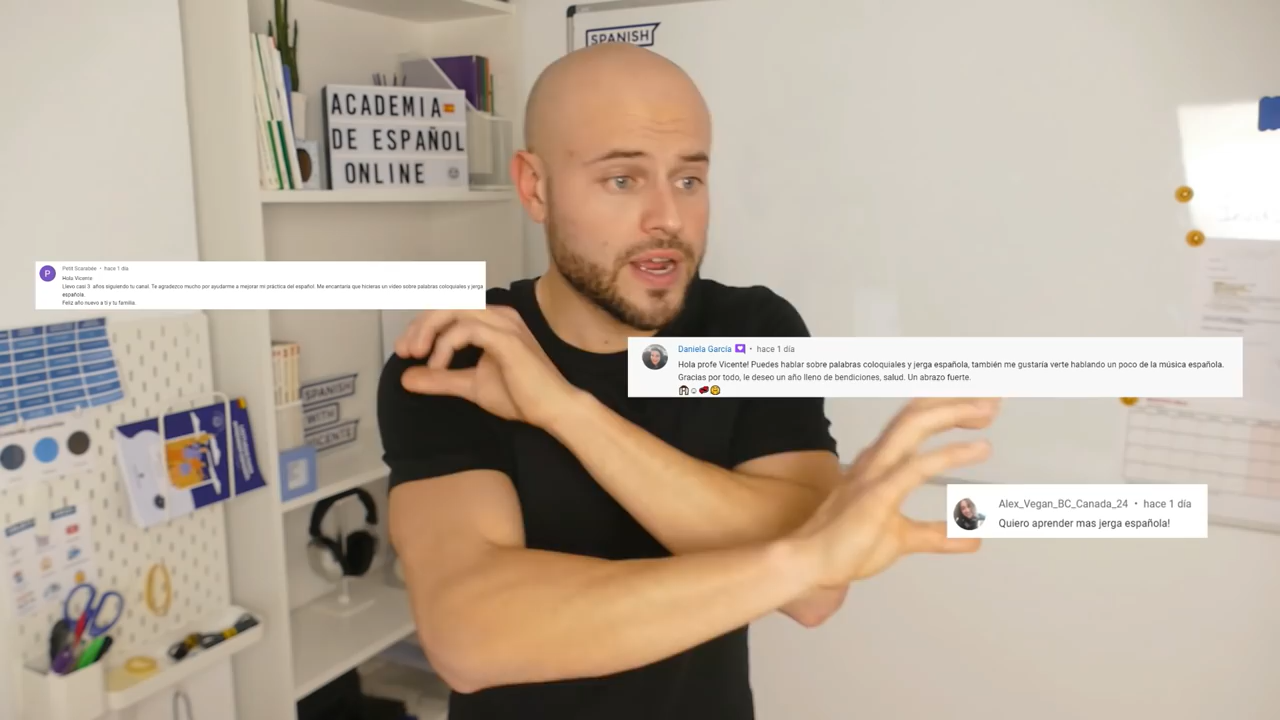 SPANISH
ACADEMIA
DE ESPAÑOL
ONLINE
Petit Scarabée • hace 1 día
Hola Vicente
Llevo casi 3 años siguiendo tu canal. Te agradezco mucho por ayudarme a mejorar mi práctica del español. Me encantaría que hicieras un video sobre palabras coloquiales y jerga
española.
Feliz año nuevo a ti y tu familia.
P
Daniela García • hace 1 día
Hola profe Vicente! Puedes hablar sobre palabras coloquiales y jerga española, también me gustaria verte hablando un poco de la música española.
Gracias por todo, le deseo un año lleno de bendiciones, salud. Un abrazo fuerte.
SPANISH
WITH
VICENTE
Alex_Vegan_BC_Canada_24 • hace 1 día
Quiero aprender mas jerga española!